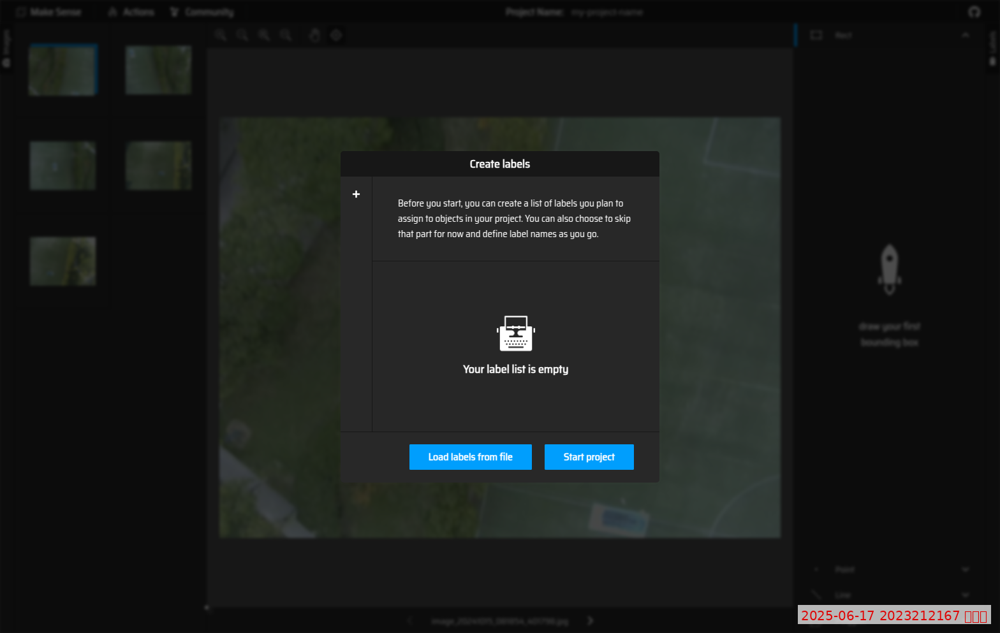 Make Sense
Actions
Community
Project Name: my-project-name
Images
Rect
Labels
Create labels
+
Before you start, you can create a list of labels you plan to
assign to objects in your project. You can also choose to skip
that part for now and define label names as you go.
Your label list is empty
Load labels from file
Start project
draw your first
bounding box
Point
Line
2025-06-17 2023212167